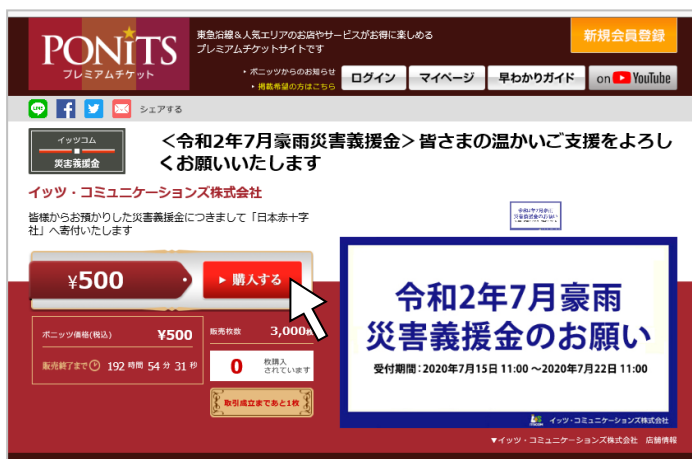 PONiTS
プレミアムチケット
東急沿線&人気エリアのお店やサービスがお得に楽しめる
プレミアムチケットサイトです
新規会員登録
・ポニッツからのお知らせ
・掲載希望の方はこちら
ログイン
マイページ
早わかりガイド
on YouTube
シェアする
イッツコム
災害義援金
<令和2年7月豪雨災害義援金>皆さまの温かいご支援をよろし
くお願いいたします
イッツ・コミュニケーションズ株式会社
皆様からお預かりした災害義援金につきまして「日本赤十字
社」へ寄付いたします
令和2年7月豪雨
災害義援金のお願い
¥500
購入する
ポニッツ価格(税込) ¥500
販売枚数 3,000
販売終了まで 192 時間 54 分 31 秒
0 枚購入
されています
取引成立まであと1枚
令和2年7月豪雨
災害義援金のお願い
受付期間:2020年7月15日 11:00 ~2020年7月22日 11:00
イッツ・コミュニケーションズ株式会社
▼イッツ・コミュニケーションズ株式会社 店舗情報